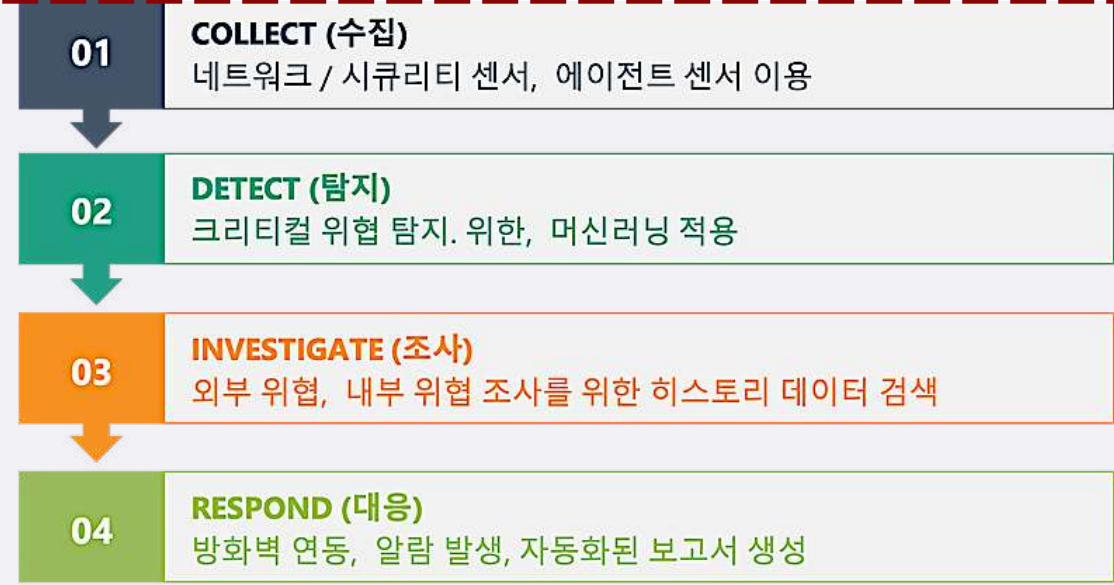 01
COLLECT (수집)
네트워크 / 시큐리티 센서, 에이전트 센서 이용
02
DETECT (탐지)
크리티컬 위협 탐지. 위한, 머신러닝 적용
03
INVESTIGATE (조사)
외부 위협, 내부 위협 조사를 위한 히스토리 데이터 검색
04
RESPOND (대응)
방화벽 연동, 알람 발생, 자동화된 보고서 생성